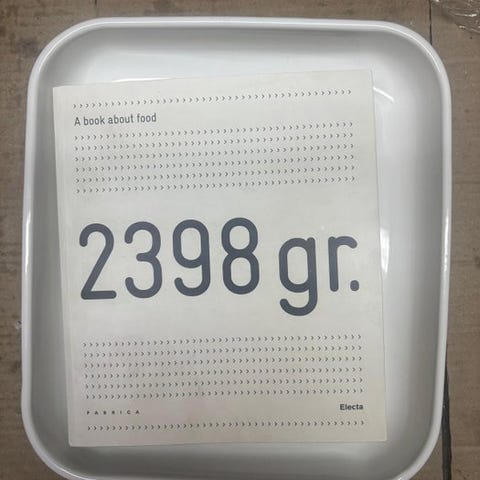 A book about food
2398 gr.
FABRICA
Electa